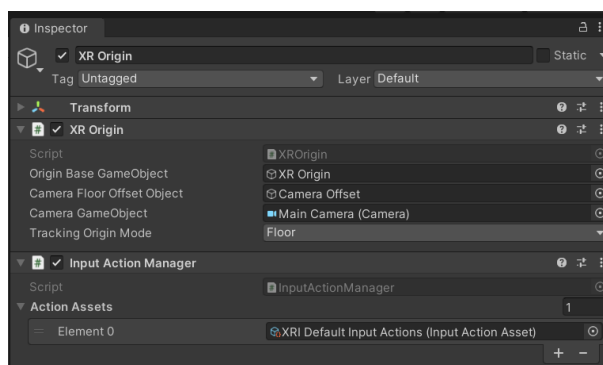 Inspector
XR Origin Static
Tag Untagged Layer Default
Transform
# XR Origin
Script # XROrigin
Origin Base GameObject XR Origin
Camera Floor Offset Object Camera Offset
Camera GameObject Main Camera (Camera)
Tracking Origin Mode Floor
# Input Action Manager
Script # InputActionManager
Action Assets 1
= Element 0 XRI Default Input Actions (Input Action Asset)
+ −